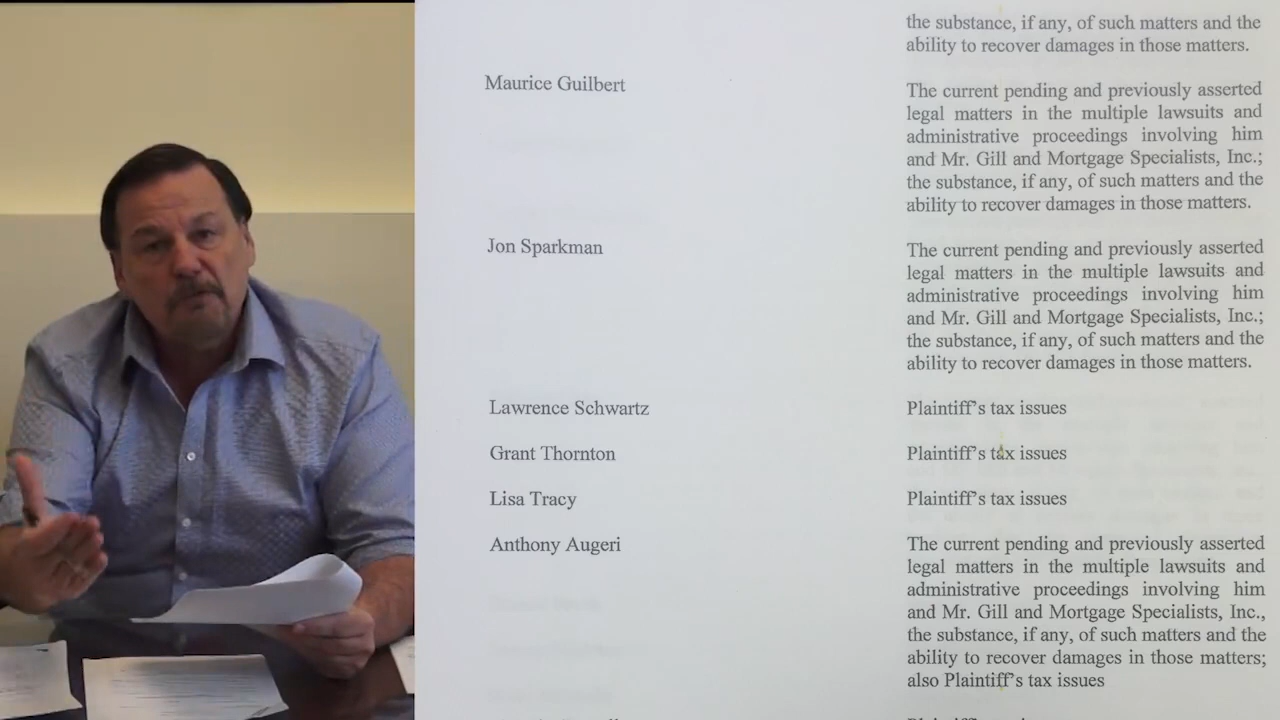 the substance, if any, of such matters and the
ability to recover damages in those matters.
Maurice Guilbert
The current pending and previously asserted
legal matters in the multiple lawsuits and
administrative proceedings involving him
and Mr. Gill and Mortgage Specialists, Inc.;
the substance, if any, of such matters and the
ability to recover damages in those matters.
Jon Sparkman
The current pending and previously asserted
legal matters in the multiple lawsuits and
administrative proceedings involving him
and Mr. Gill and Mortgage Specialists, Inc.;
the substance, if any, of such matters and the
ability to recover damages in those matters.
Lawrence Schwartz
Plaintiff's tax issues
Grant Thornton
Plaintiff's tax issues
Lisa Tracy
Plaintiff's tax issues
Anthony Augeri
The current pending and previously asserted
legal matters in the multiple lawsuits and
administrative proceedings involving him
and Mr. Gill and Mortgage Specialists, Inc.,
the substance, if any, of such matters and the
ability to recover damages in those matters;
also Plaintiff's tax issues